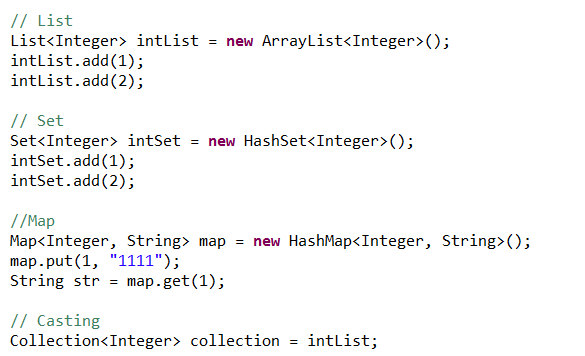 // List
List<Integer> intList = new ArrayList<Integer>();
intList.add(1);
intList.add(2);
// Set
Set<Integer> intSet = new HashSet<Integer>();
intSet.add(1);
intSet.add(2);
//Map
Map<Integer, String> map = new HashMap<Integer, String>();
map.put(1, "1111");
String str = map.get(1);
// Casting
Collection<Integer> collection = intList;